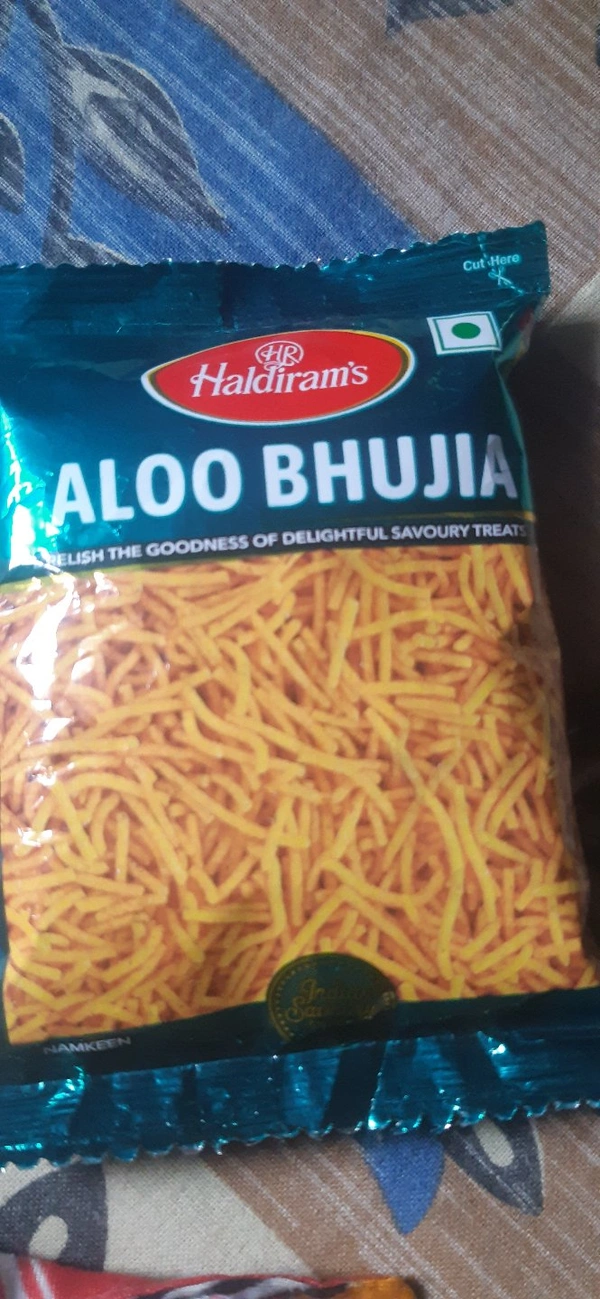 Cut Here
HR
Haldiram's
ALOO BHUJIA
RELISH THE GOODNESS OF DELIGHTFUL SAVOURY TREATS
NAMKEEN